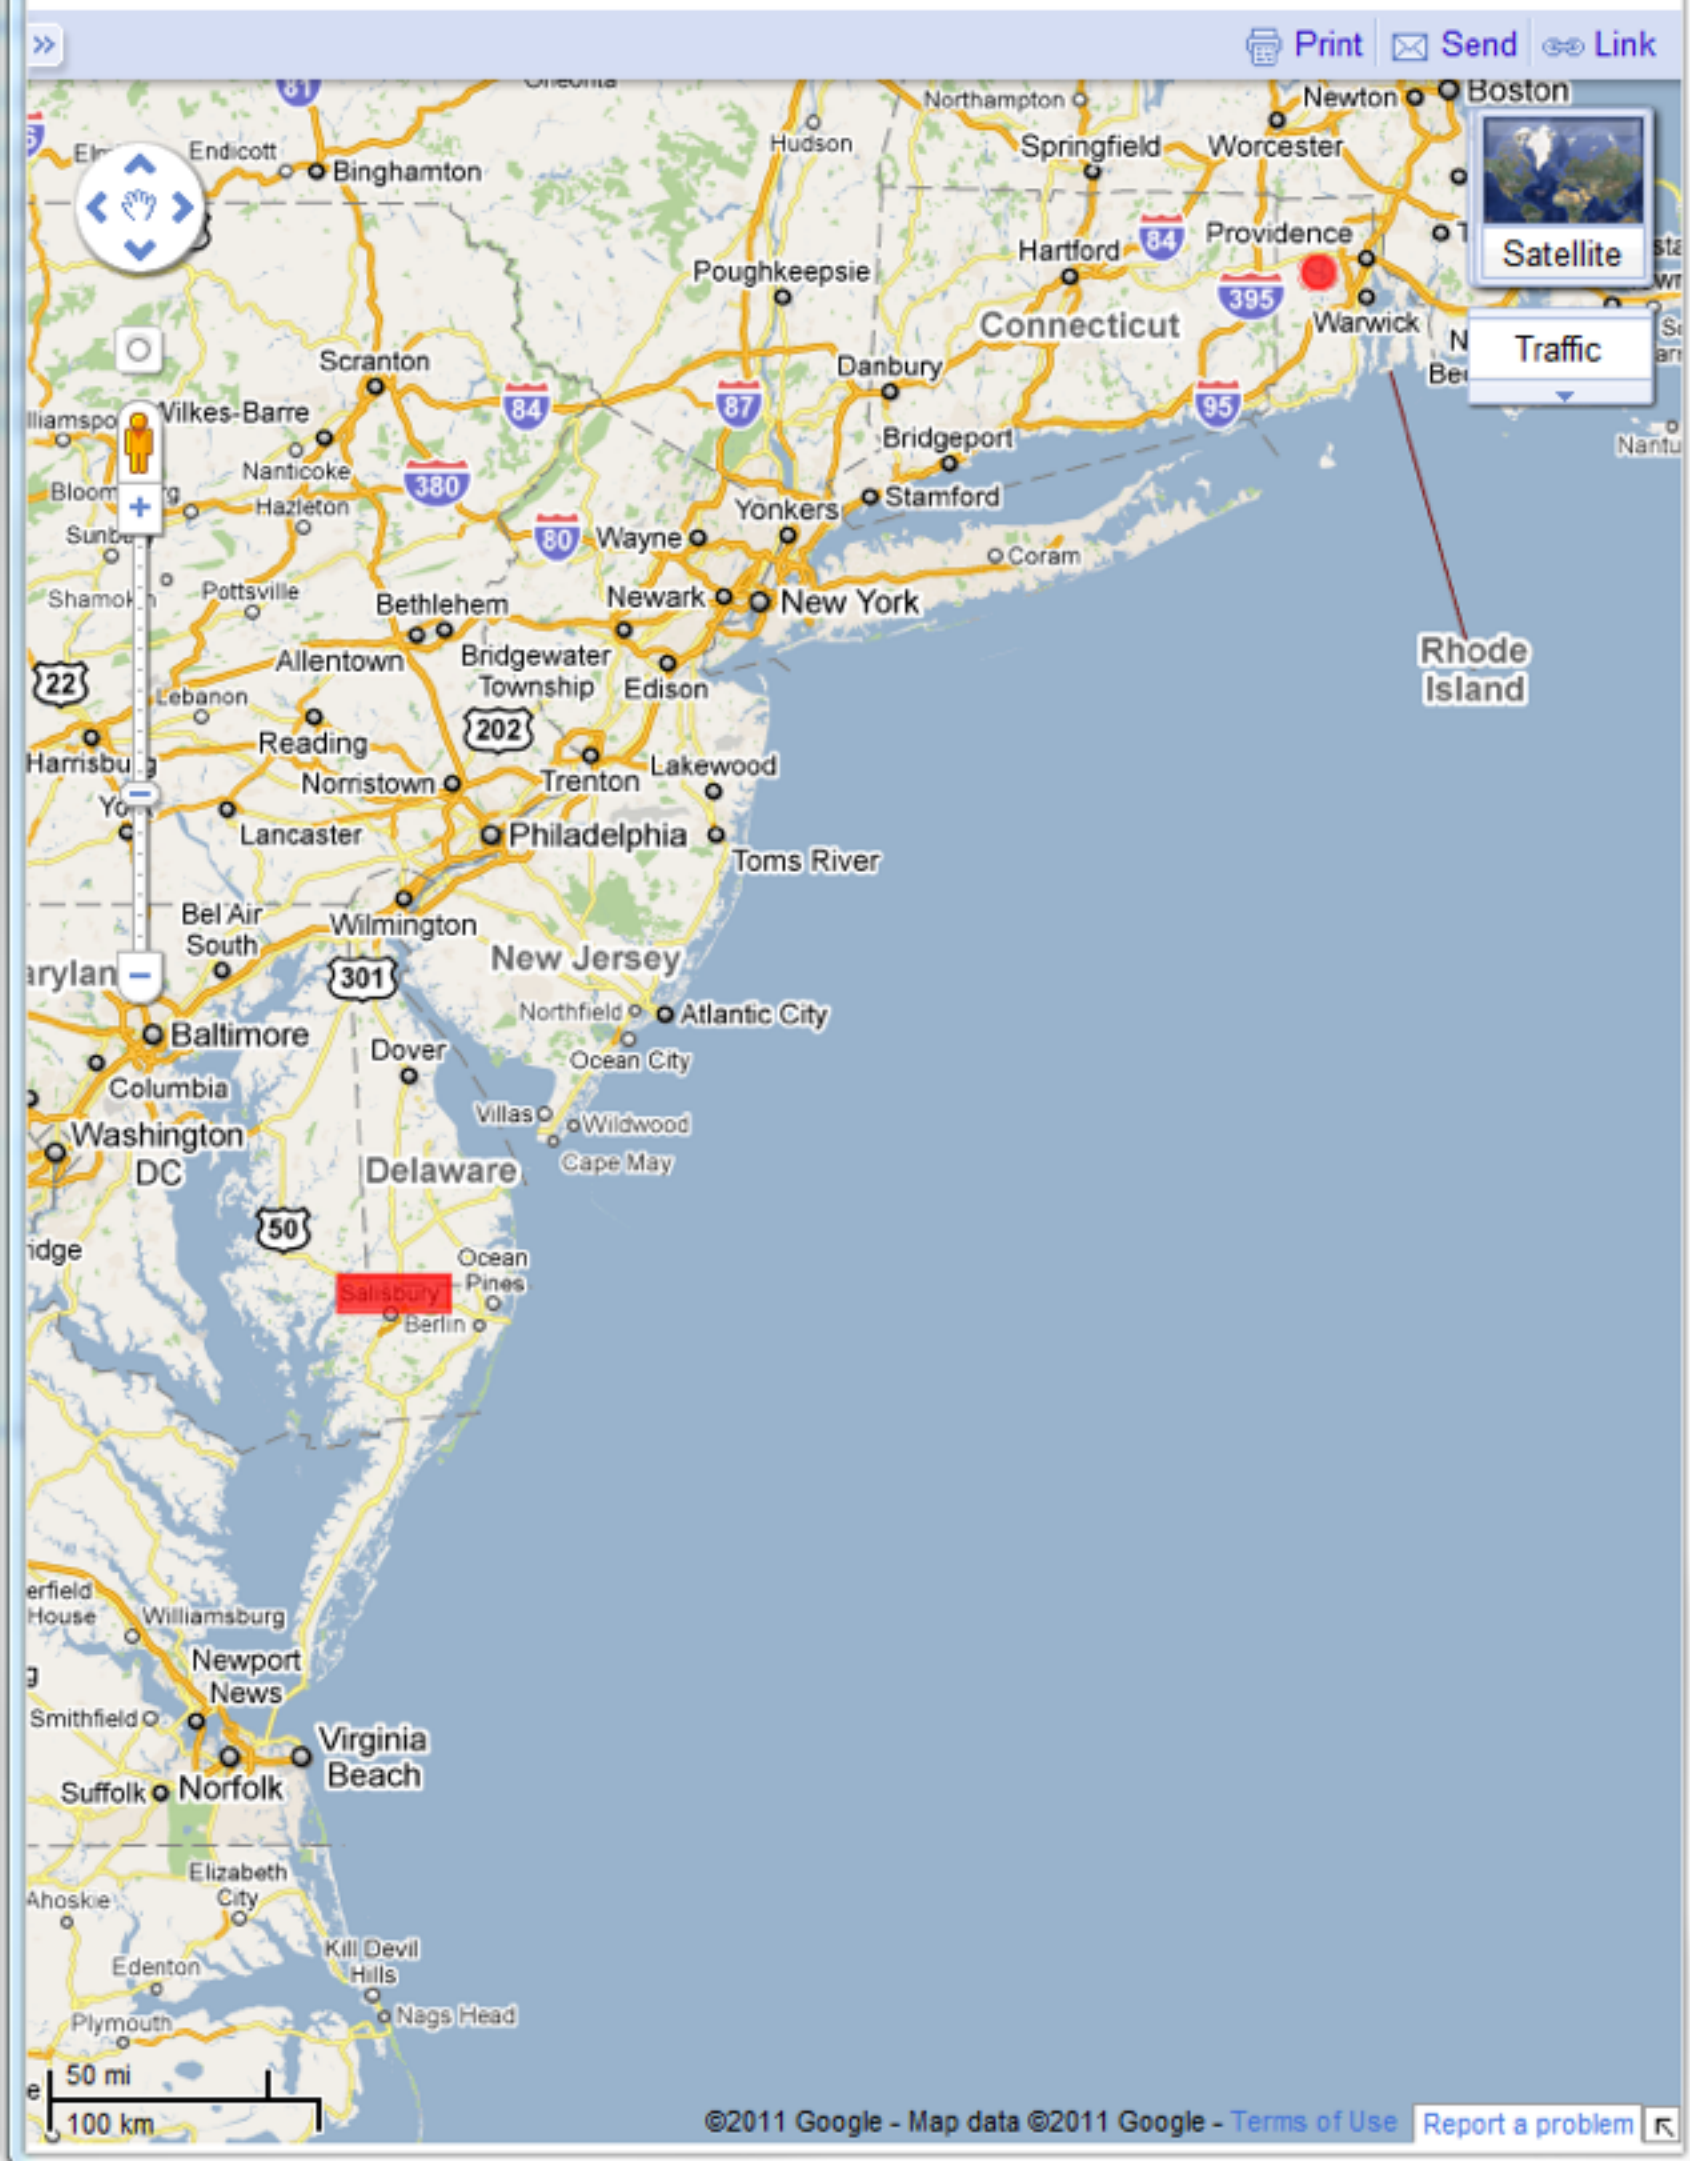 Print Send Link
81
Oneonta
Northampton
Newton
Boston
Hudson
Springfield
Worcester
Endicott
Binghamton
Hartford
84
Providence
Satellite
Poughkeepsie
395
Connecticut
Warwick
Traffic
Scranton
Danbury
84
87
95
Wilkes-Barre
Bridgeport
Nanticoke
380
Hazleton
Stamford
Yonkers
80
Wayne
Coram
Pottsville
Bethlehem
Newark
New York
Allentown
Bridgewater
Township
Edison
Rhode
Island
22
Lebanon
202
Reading
Harrisbu g
Norristown
Trenton
Lakewood
Lancaster
Philadelphia
Toms River
Bel Air
South
Wilmington
301
New Jersey
arylan
Northfield
Atlantic City
Baltimore
Dover
Ocean City
Columbia
Villas
Wildwood
Washington
DC
Delaware
Cape May
50
idge
Ocean
Pines
Salisbury
Berlin
erfield
House
Williamsburg
Newport
News
Smithfield
Virginia
Beach
Suffolk
Norfolk
Elizabeth
City
Ahoskie
Kill Devil
Hills
Edenton
Nags Head
Plymouth
50 mi
100 km
©2011 Google - Map data ©2011 Google - Terms of Use
Report a problem